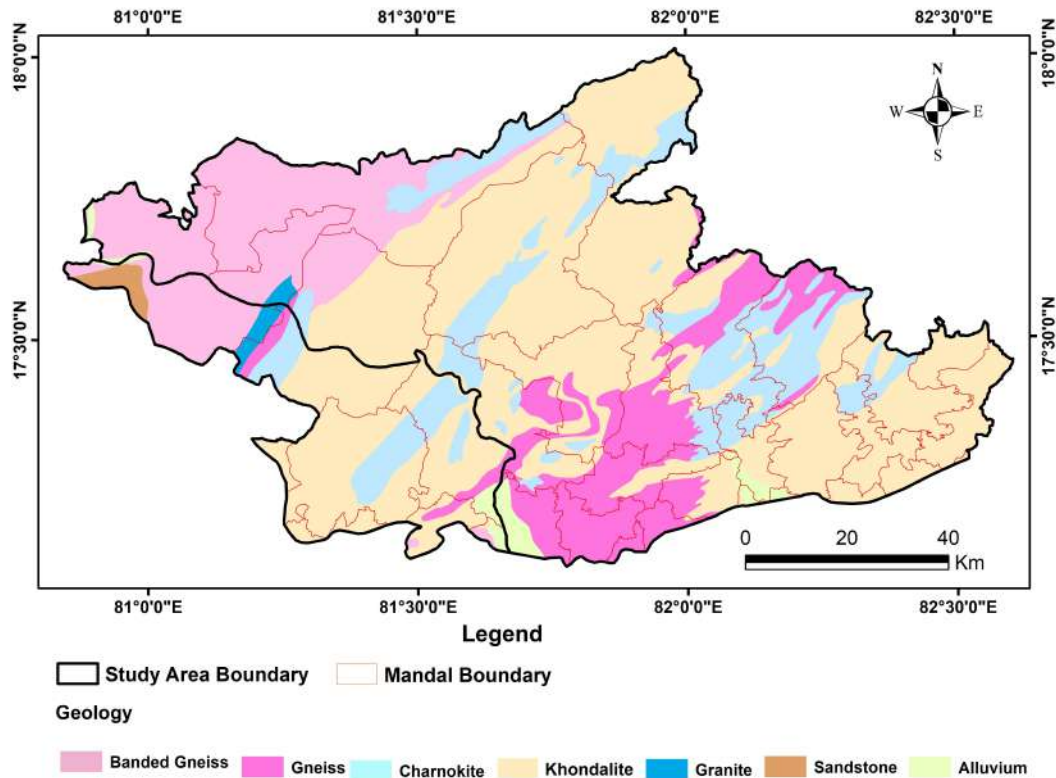 81°0'0"E 81°30'0"E 82°0'0"E 82°30'0"E
18°0'0"N 18°0'0"N
N
W E
S
17°30'0"N 17°30'0"N
0 20 40
Km
81°0'0"E 81°30'0"E 82°0'0"E 82°30'0"E
Legend
Study Area Boundary Mandal Boundary
Geology
Banded Gneiss Gneiss Charnokite Khondalite Granite Sandstone Alluvium